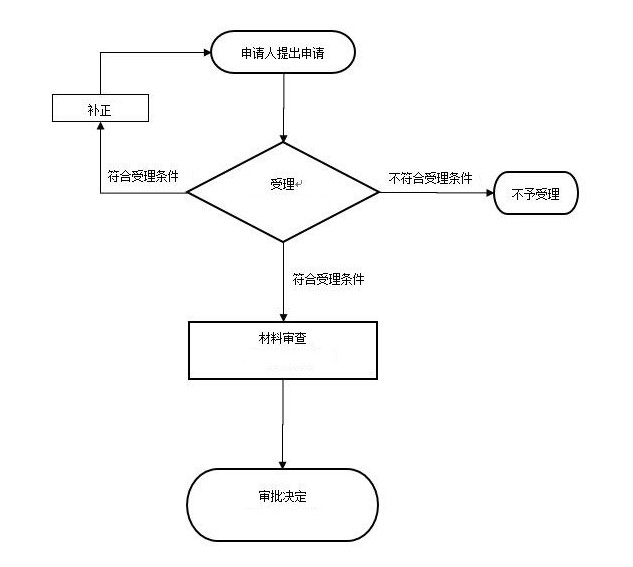 申请人提出申请
补正
符合受理条件
受理↵
不符合受理条件
不予受理
符合受理条件
材料审查
审批决定